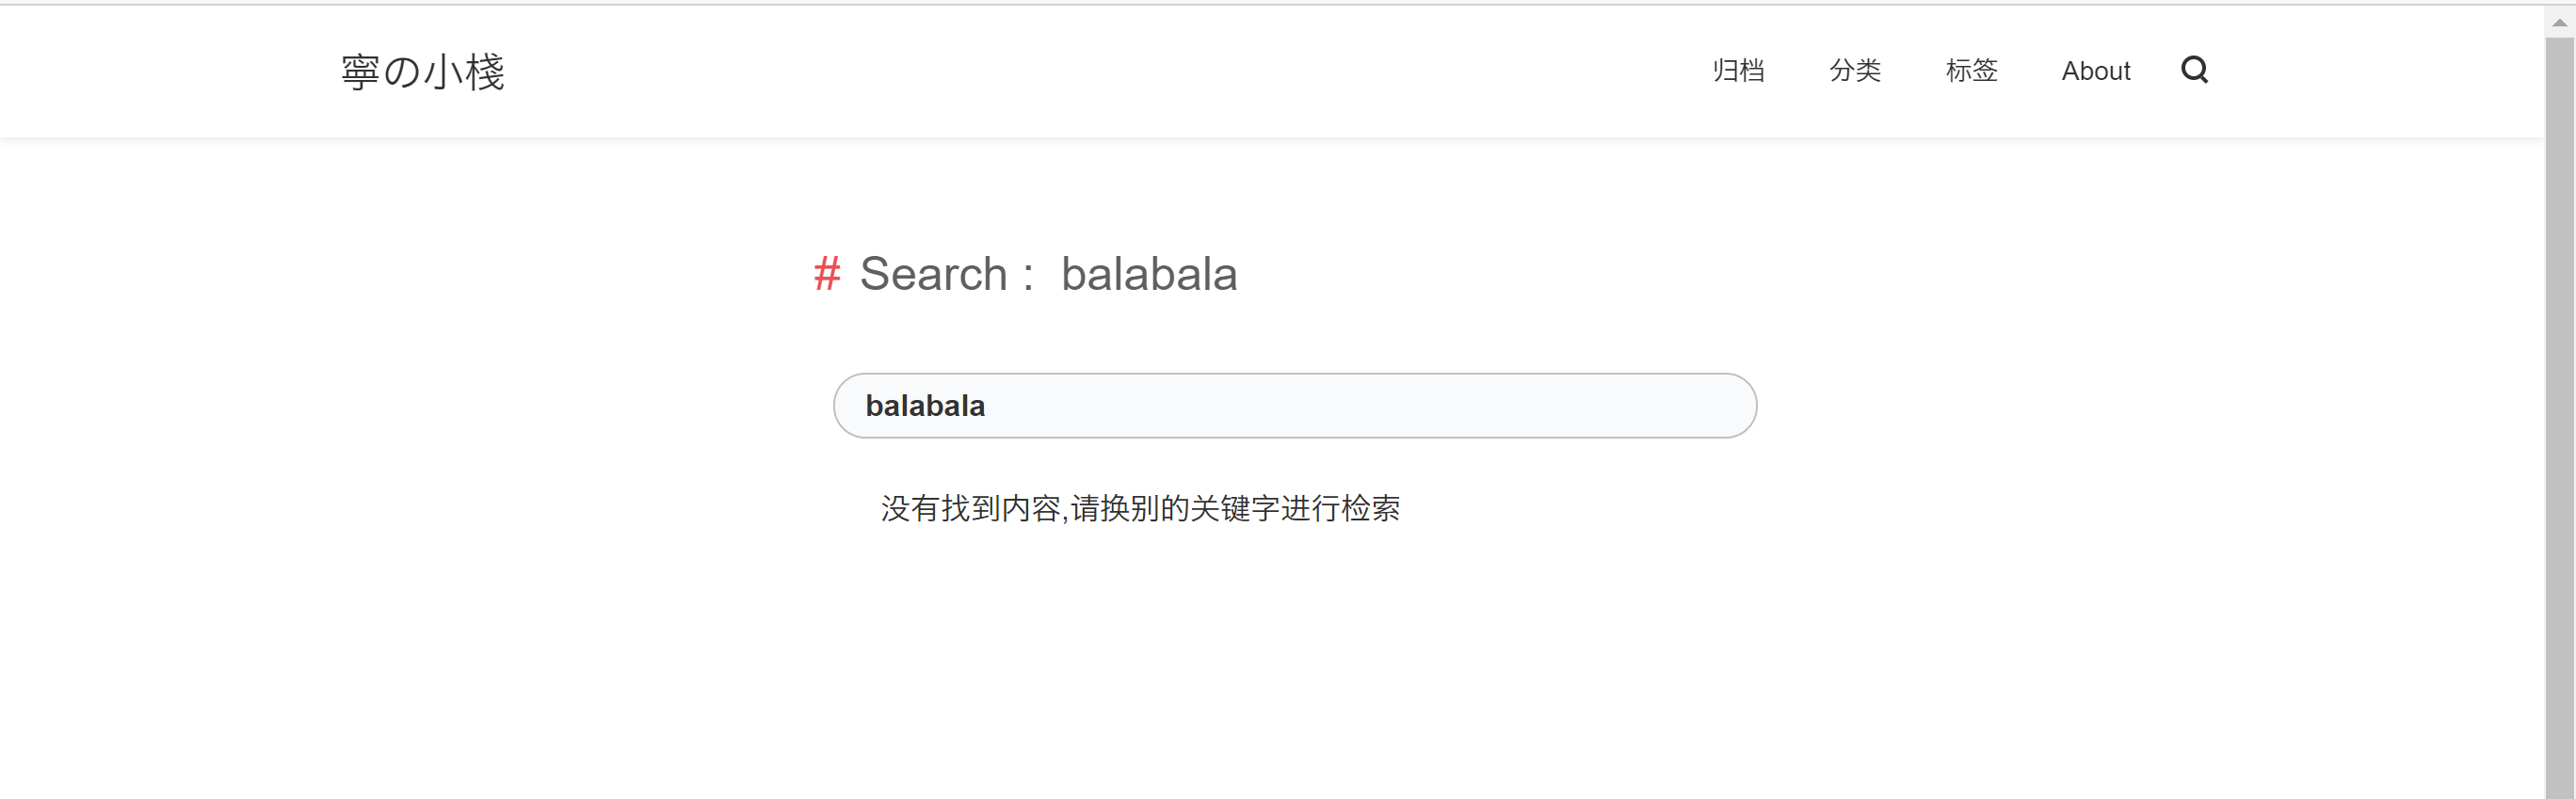 寧の小棧
归档 分类 标签 About
# Search： balabala
balabala
没有找到内容,请换别的关键字进行检索